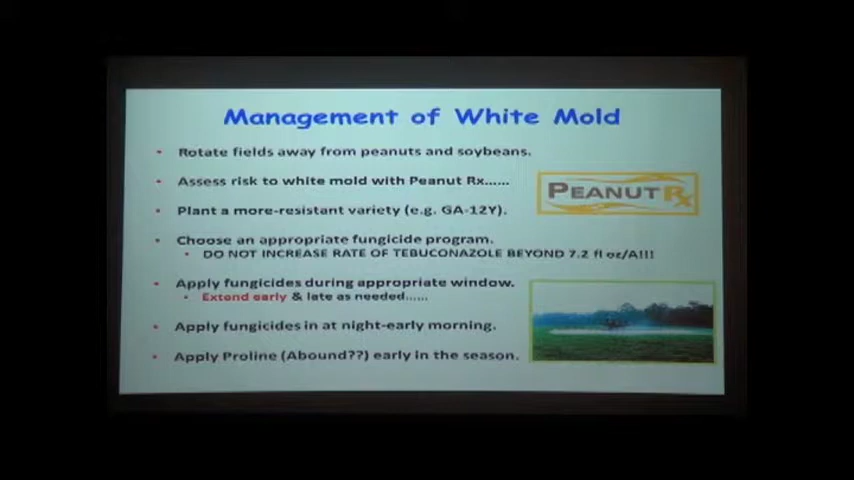 Management of White Mold
• Rotate fields away from peanuts and soybeans.
• Assess risk to white mold with Peanut Rx......
PEANUT Rx
• Plant a more-resistant variety (e.g. GA-12Y).
• Choose an appropriate fungicide program.
• DO NOT INCREASE RATE OF TEBUCONAZOLE BEYOND 7.2 fl oz/A!!!
• Apply fungicides during appropriate window.
• Extend early & late as needed......
• Apply fungicides in at night-early morning.
• Apply Proline (Abound??) early in the season.